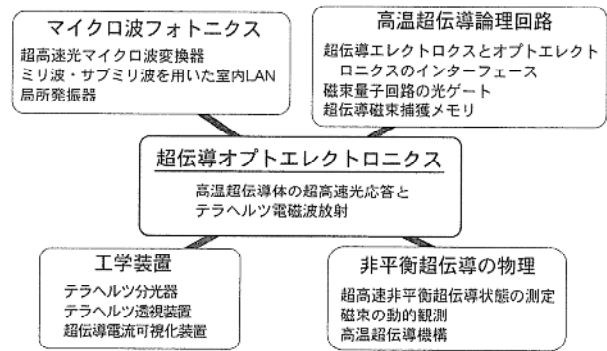 マイクロ波フォトニクス
超高速光マイクロ波変換器
ミリ波・サブミリ波を用いた室内LAN
局所発振器
高温超伝導論理回路
超伝導エレクトロクスとオプトエレクト
ロニクスのインターフェース
磁束量子回路の光ゲート
超伝導磁束捕獲メモリ
超伝導オプトエレクトロニクス
高温超伝導体の超高速光応答と
テラヘルツ電磁波放射
工学装置
テラヘルツ分光器
テラヘルツ透視装置
超伝導電流可視化装置
非平衡超伝導の物理
超高速非平衡超伝導状態の測定
磁束の動的観測
高温超伝導機構